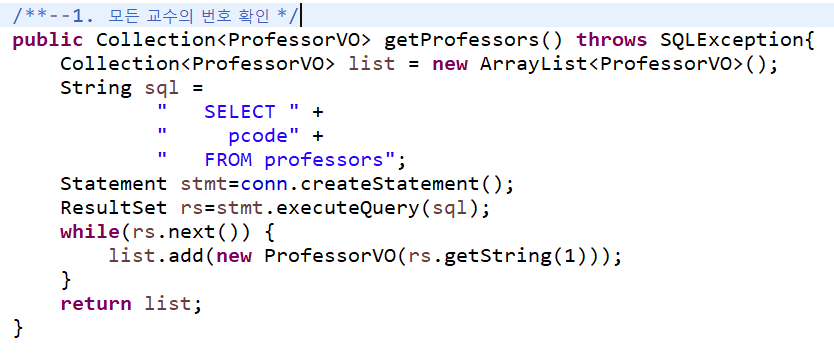 /**--1. 모든 교수의 번호 확인 */
public Collection<ProfessorVO> getProfessors() throws SQLException{
    Collection<ProfessorVO> list = new ArrayList<ProfessorVO>();
    String sql =
            "   SELECT " +
            "     pcode" +
            "   FROM professors";
    Statement stmt=conn.createStatement();
    ResultSet rs=stmt.executeQuery(sql);
    while(rs.next()) {
        list.add(new ProfessorVO(rs.getString(1)));
    }
    return list;
}